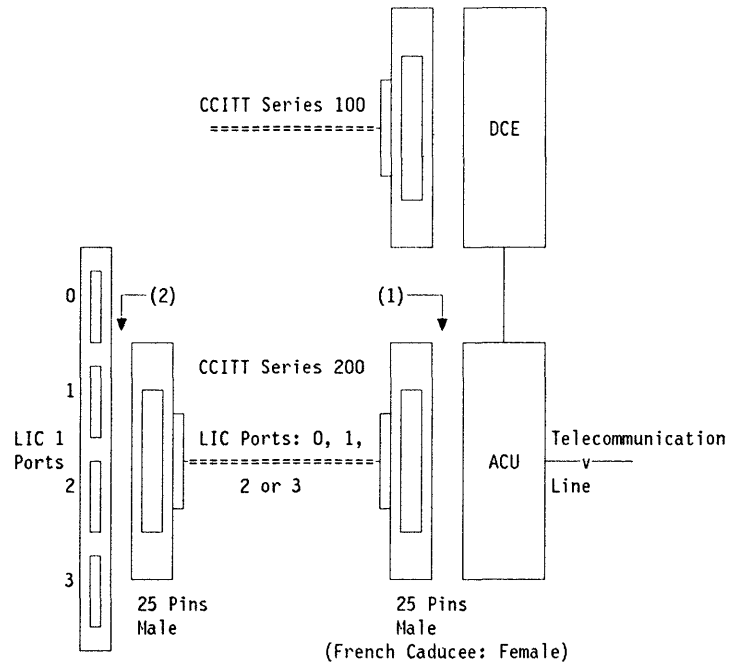 CCITT Series 100
DCE
0
(2)
(1)
1
CCITT Series 200
LIC 1
Ports
LIC Ports: 0, 1,
2 or 3
ACU
Telecommunication
v
Line
2
3
25 Pins
Male
25 Pins
Male
(French Caducee: Female)